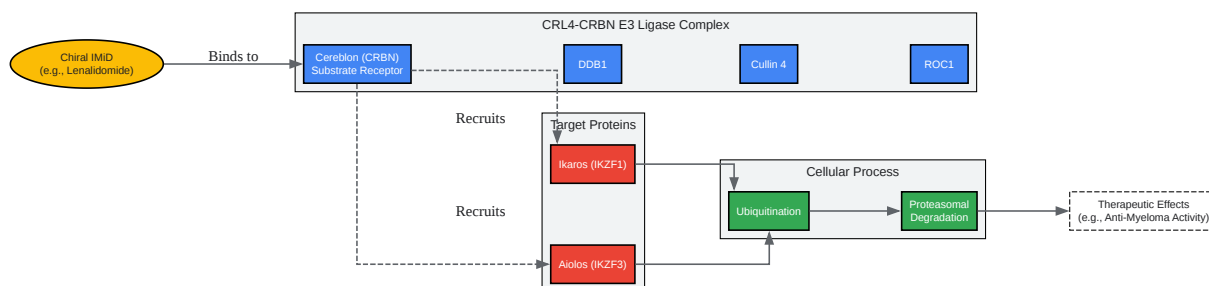 CRL4-CRBN E3 Ligase Complex
Chiral IMiD
(e.g., Lenalidomide)
Binds to
Cereblon (CRBN)
Substrate Receptor
DDB1
Cullin 4
ROC1
Recruits
Target Proteins
Ikaros (IKZF1)
Cellular Process
Recruits
Ubiquitination
Proteasomal
Degradation
Therapeutic Effects
(e.g., Anti-Myeloma Activity)
Aiolos (IKZF3)